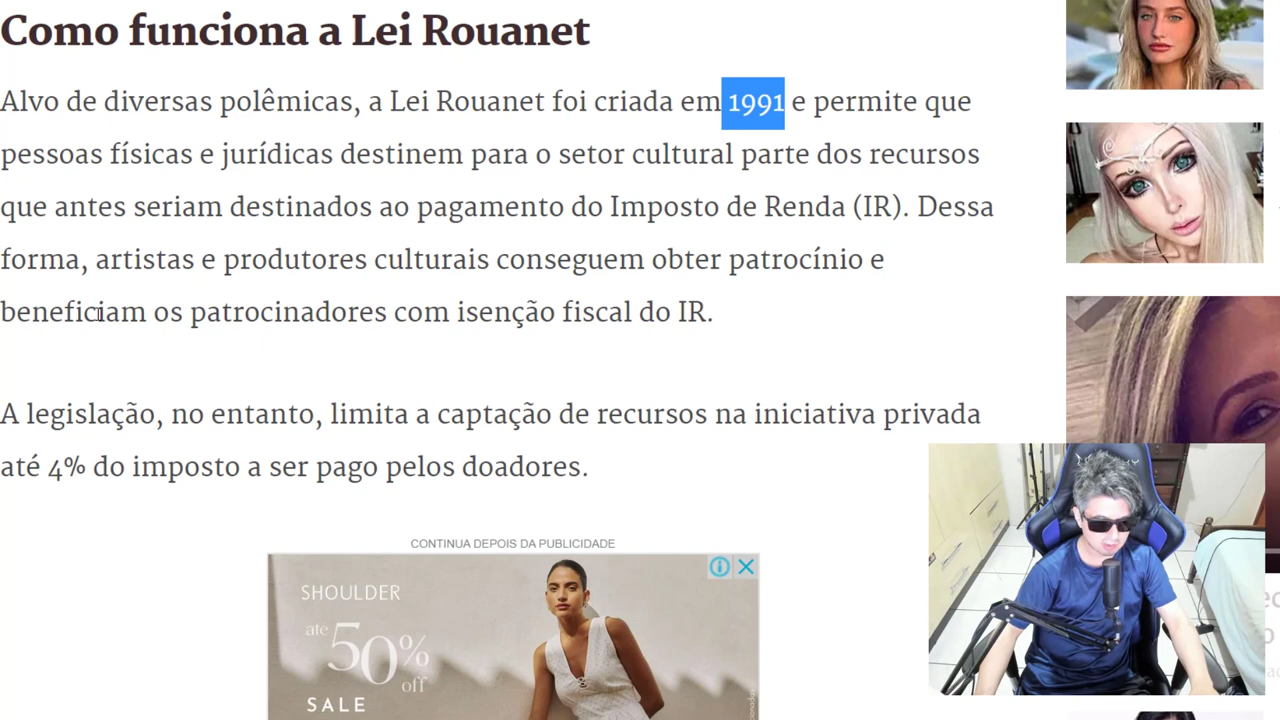 Como funciona a Lei Rouanet
Alvo de diversas polêmicas, a Lei Rouanet foi criada em 1991 e permite que
pessoas físicas e jurídicas destinem para o setor cultural parte dos recursos
que antes seriam destinados ao pagamento do Imposto de Renda (IR). Dessa
forma, artistas e produtores culturais conseguem obter patrocínio e
beneficiam os patrocinadores com isenção fiscal do IR.
A legislação, no entanto, limita a captação de recursos na iniciativa privada
até 4% do imposto a ser pago pelos doadores.
CONTINUA DEPOIS DA PUBLICIDADE
SHOULDER
até
50%
off
SALE